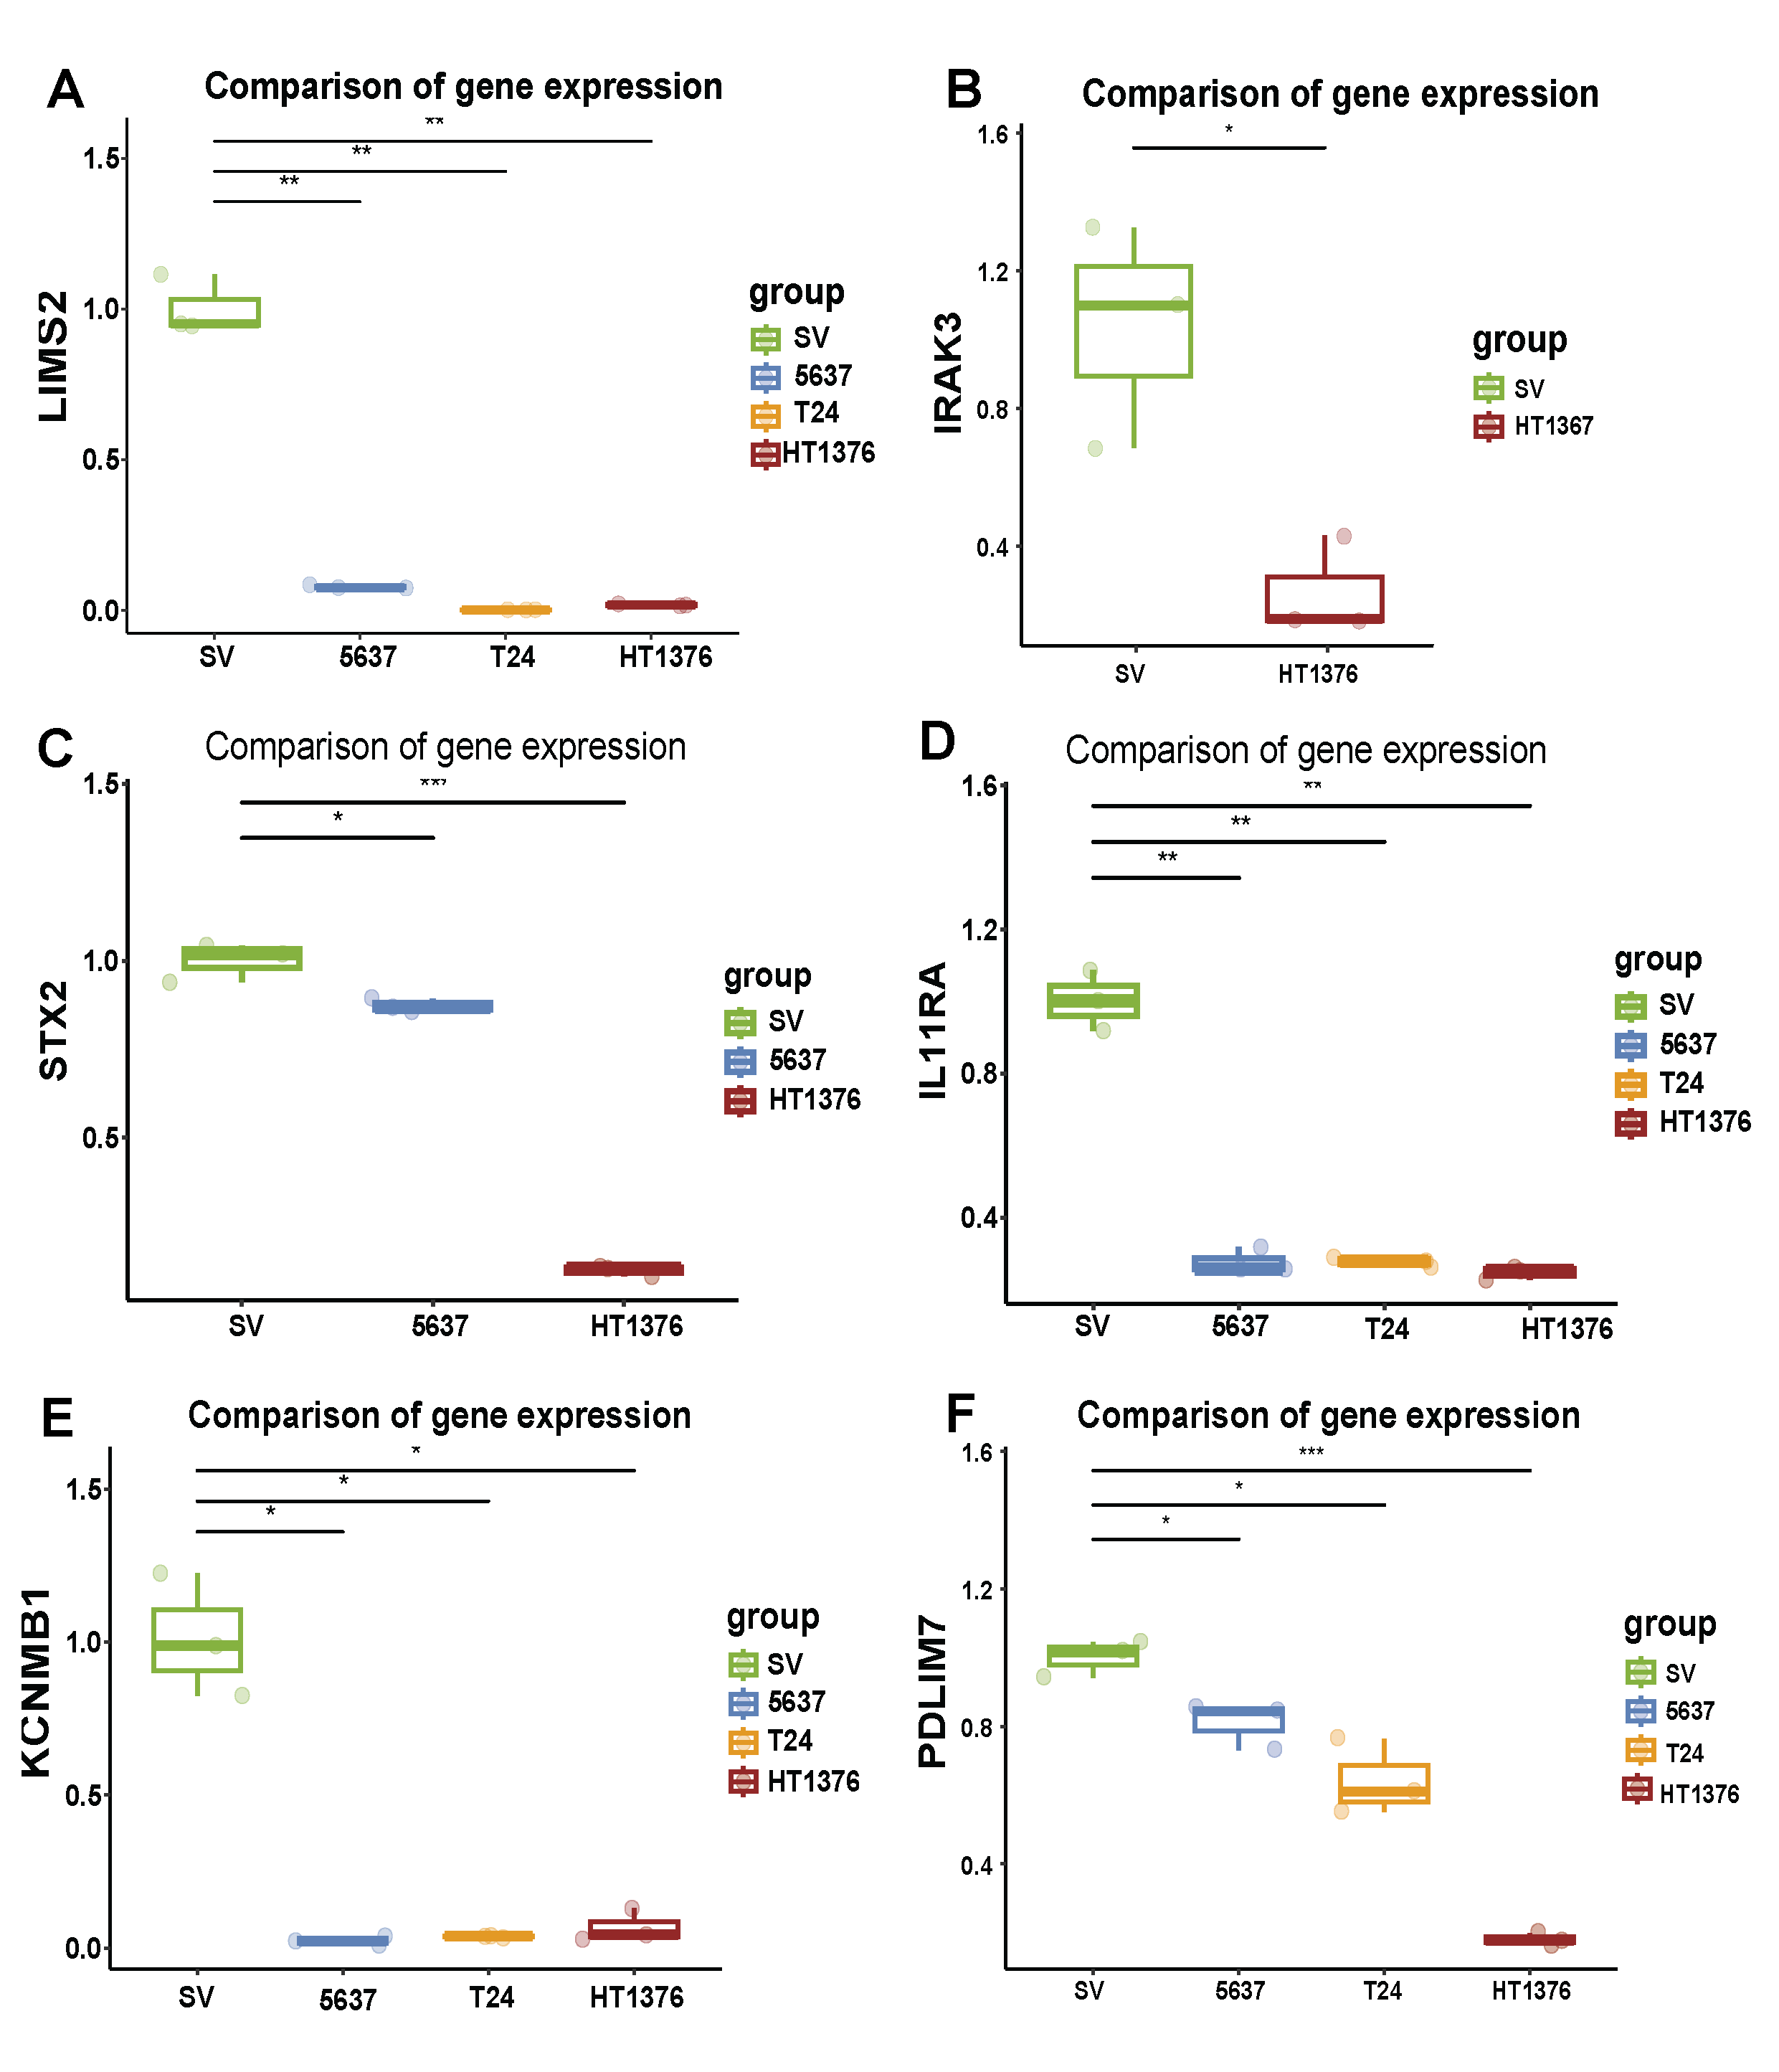 A
Comparison of gene expression
**
**
**
1.5
1.0
0.5
0.0
LIMS2
SV
5637
T24
HT1376
group
SV
5637
T24
HT1376
B
Comparison of gene expression
*
1.6
1.2
0.8
0.4
IRAK3
SV
HT1376
group
SV
HT1367
C
Comparison of gene expression
***
*
1.5
1.0
0.5
STX2
SV
5637
HT1376
group
SV
5637
HT1376
D
Comparison of gene expression
**
**
**
1.6
1.2
0.8
0.4
IL11RA
SV
5637
T24
HT1376
group
SV
5637
T24
HT1376
E
Comparison of gene expression
*
*
*
1.5
1.0
0.5
0.0
KCNMB1
SV
5637
T24
HT1376
group
SV
5637
T24
HT1376
F
Comparison of gene expression
***
*
*
1.6
1.2
0.8
0.4
PDLIM7
SV
5637
T24
HT1376
group
SV
5637
T24
HT1376